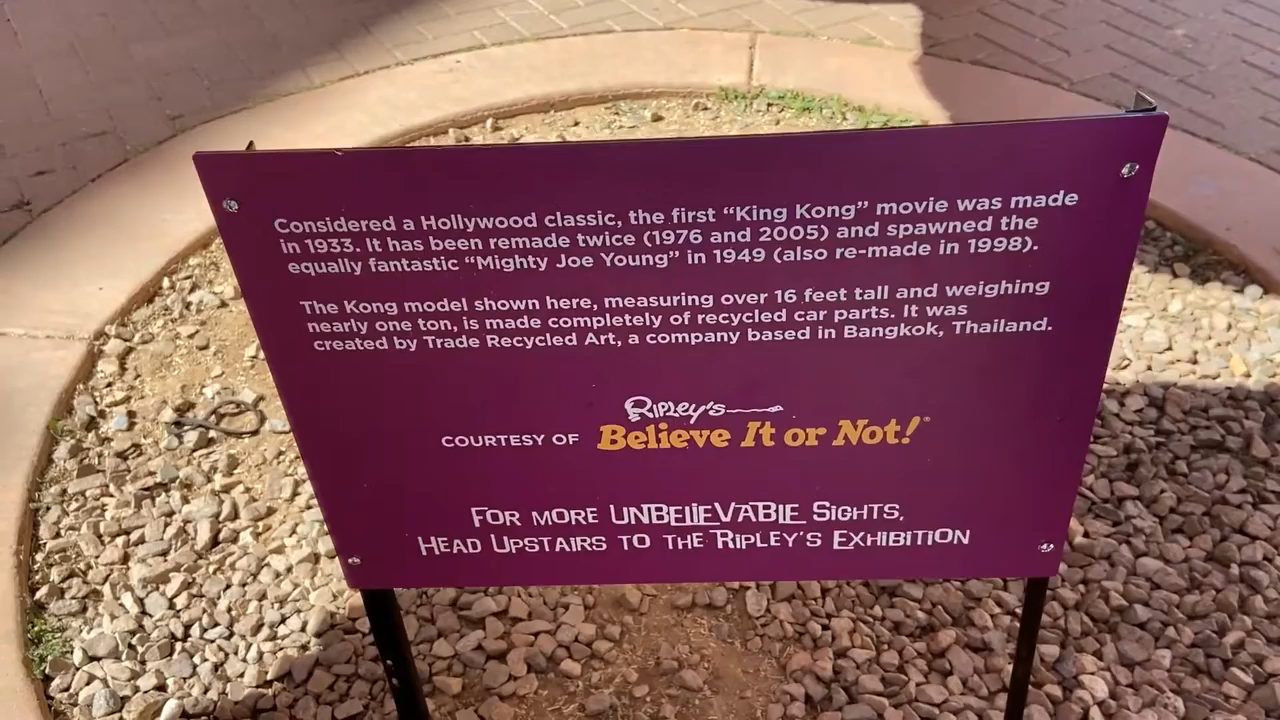 Considered a Hollywood classic, the first “King Kong” movie was made
in 1933. It has been remade twice (1976 and 2005) and spawned the
equally fantastic “Mighty Joe Young” in 1949 (also re-made in 1998).
The Kong model shown here, measuring over 16 feet tall and weighing
nearly one ton, is made completely of recycled car parts. It was
created by Trade Recycled Art, a company based in Bangkok, Thailand.
Ripley's
COURTESY OF Believe It or Not!®
FOR MORE UNBELIEVABLE SIGHTS,
HEAD UPSTAIRS TO THE RIPLEY'S EXHIBITION